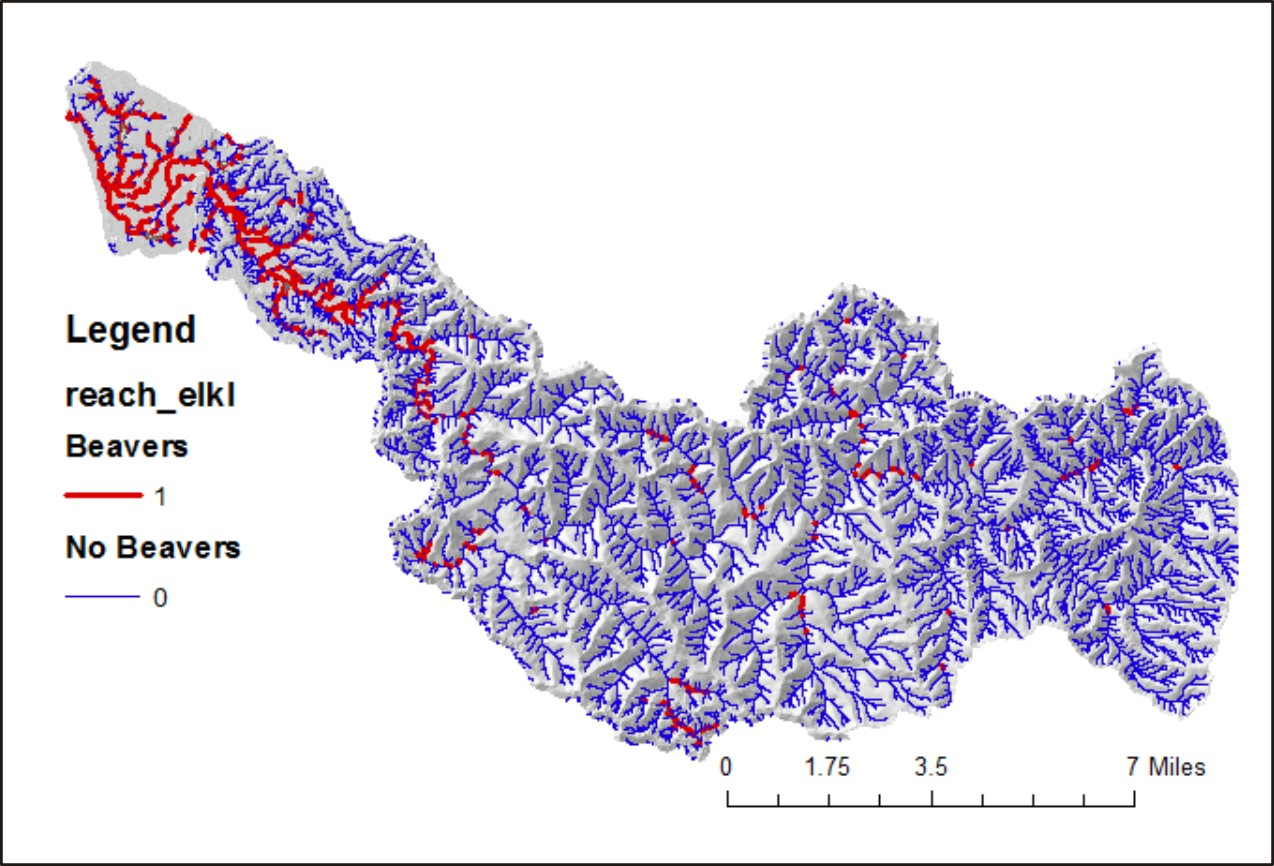 Legend
reach_elkl
Beavers
1
No Beavers
0
0 1.75 3.5 7 Miles